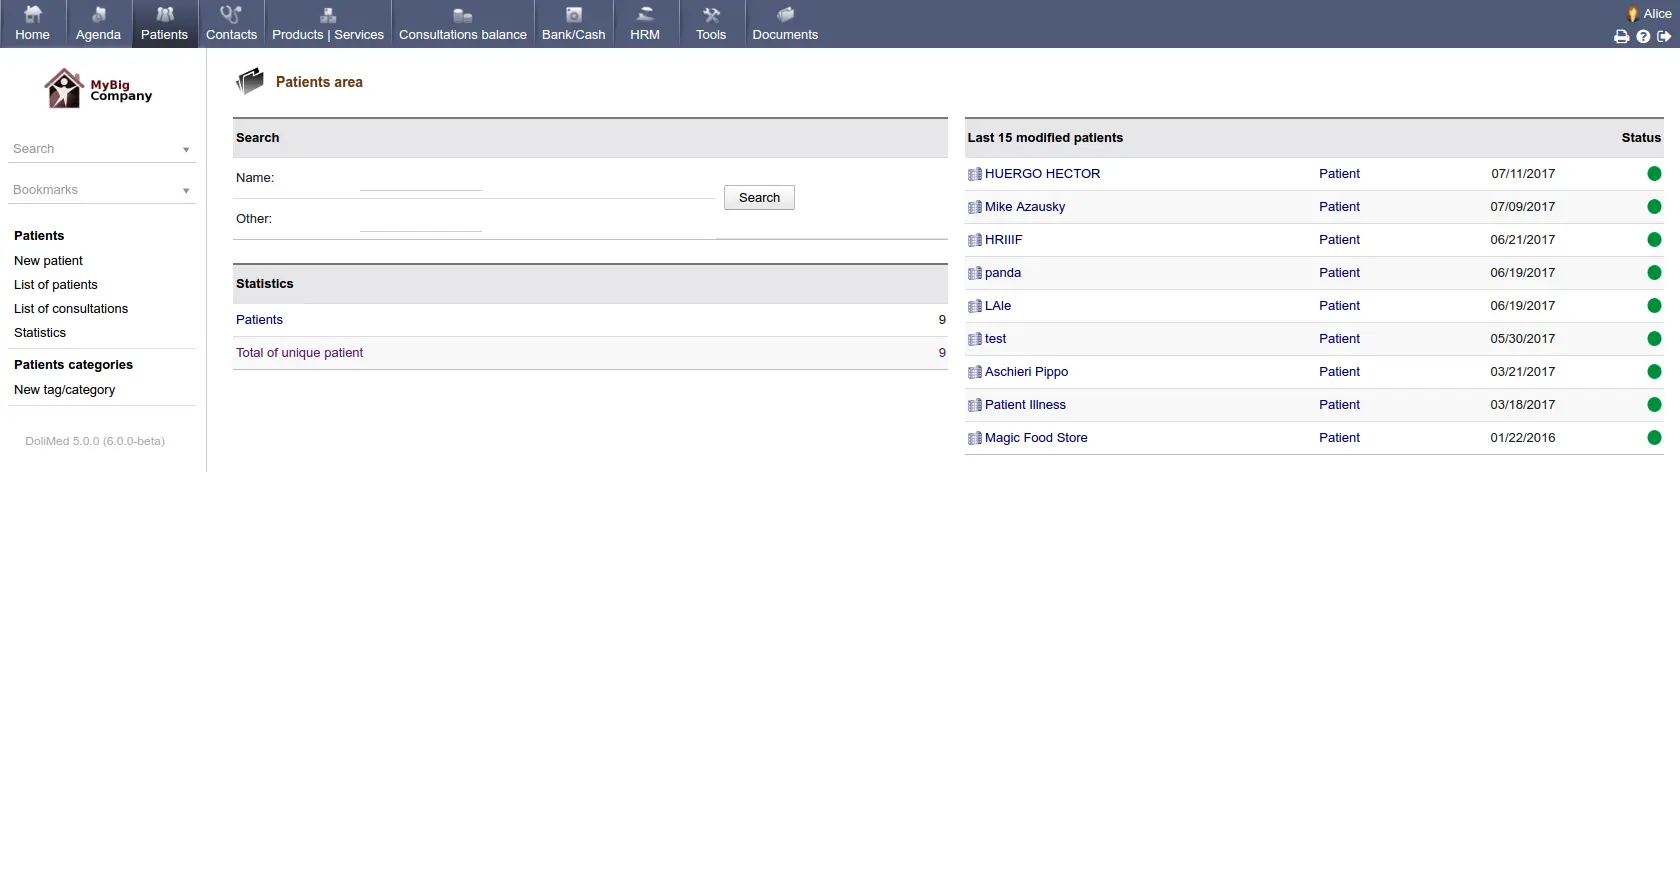 Home Agenda Patients Contacts Products | Services Consultations balance Bank/Cash HRM Tools Documents
Alice
MyBig
Company
Search
Bookmarks
Patients
New patient
List of patients
List of consultations
Statistics
Patients categories
New tag/category
DoliMed 5.0.0 (6.0.0-beta)
Patients area
Search
Name:
Other:
Search
Statistics
Patients 9
Total of unique patient 9
Last 15 modified patients Status
HUERGO HECTOR Patient 07/11/2017
Mike Azausky Patient 07/09/2017
HRIIIF Patient 06/21/2017
panda Patient 06/19/2017
LAle Patient 06/19/2017
test Patient 05/30/2017
Aschieri Pippo Patient 03/21/2017
Patient Illness Patient 03/18/2017
Magic Food Store Patient 01/22/2016